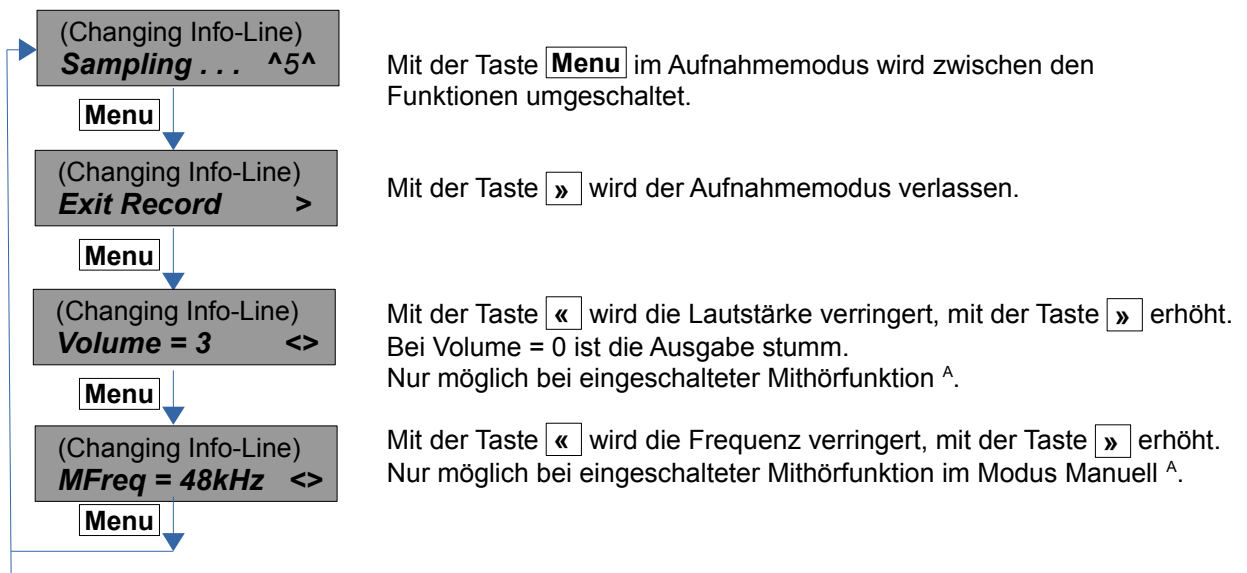 (Changing Info-Line)
Sampling . . . ^5^
Mit der Taste Menu im Aufnahmemodus wird zwischen den
Funktionen umgeschaltet.
Menu
(Changing Info-Line)
Exit Record >
Mit der Taste » wird der Aufnahmemodus verlassen.
Menu
(Changing Info-Line)
Volume = 3 <>
Mit der Taste « wird die Lautstärke verringert, mit der Taste » erhöht.
Bei Volume = 0 ist die Ausgabe stumm.
Nur möglich bei eingeschalteter Mithörfunktion A.
Menu
(Changing Info-Line)
MFreq = 48kHz <>
Mit der Taste « wird die Frequenz verringert, mit der Taste » erhöht.
Nur möglich bei eingeschalteter Mithörfunktion im Modus Manuell A.
Menu